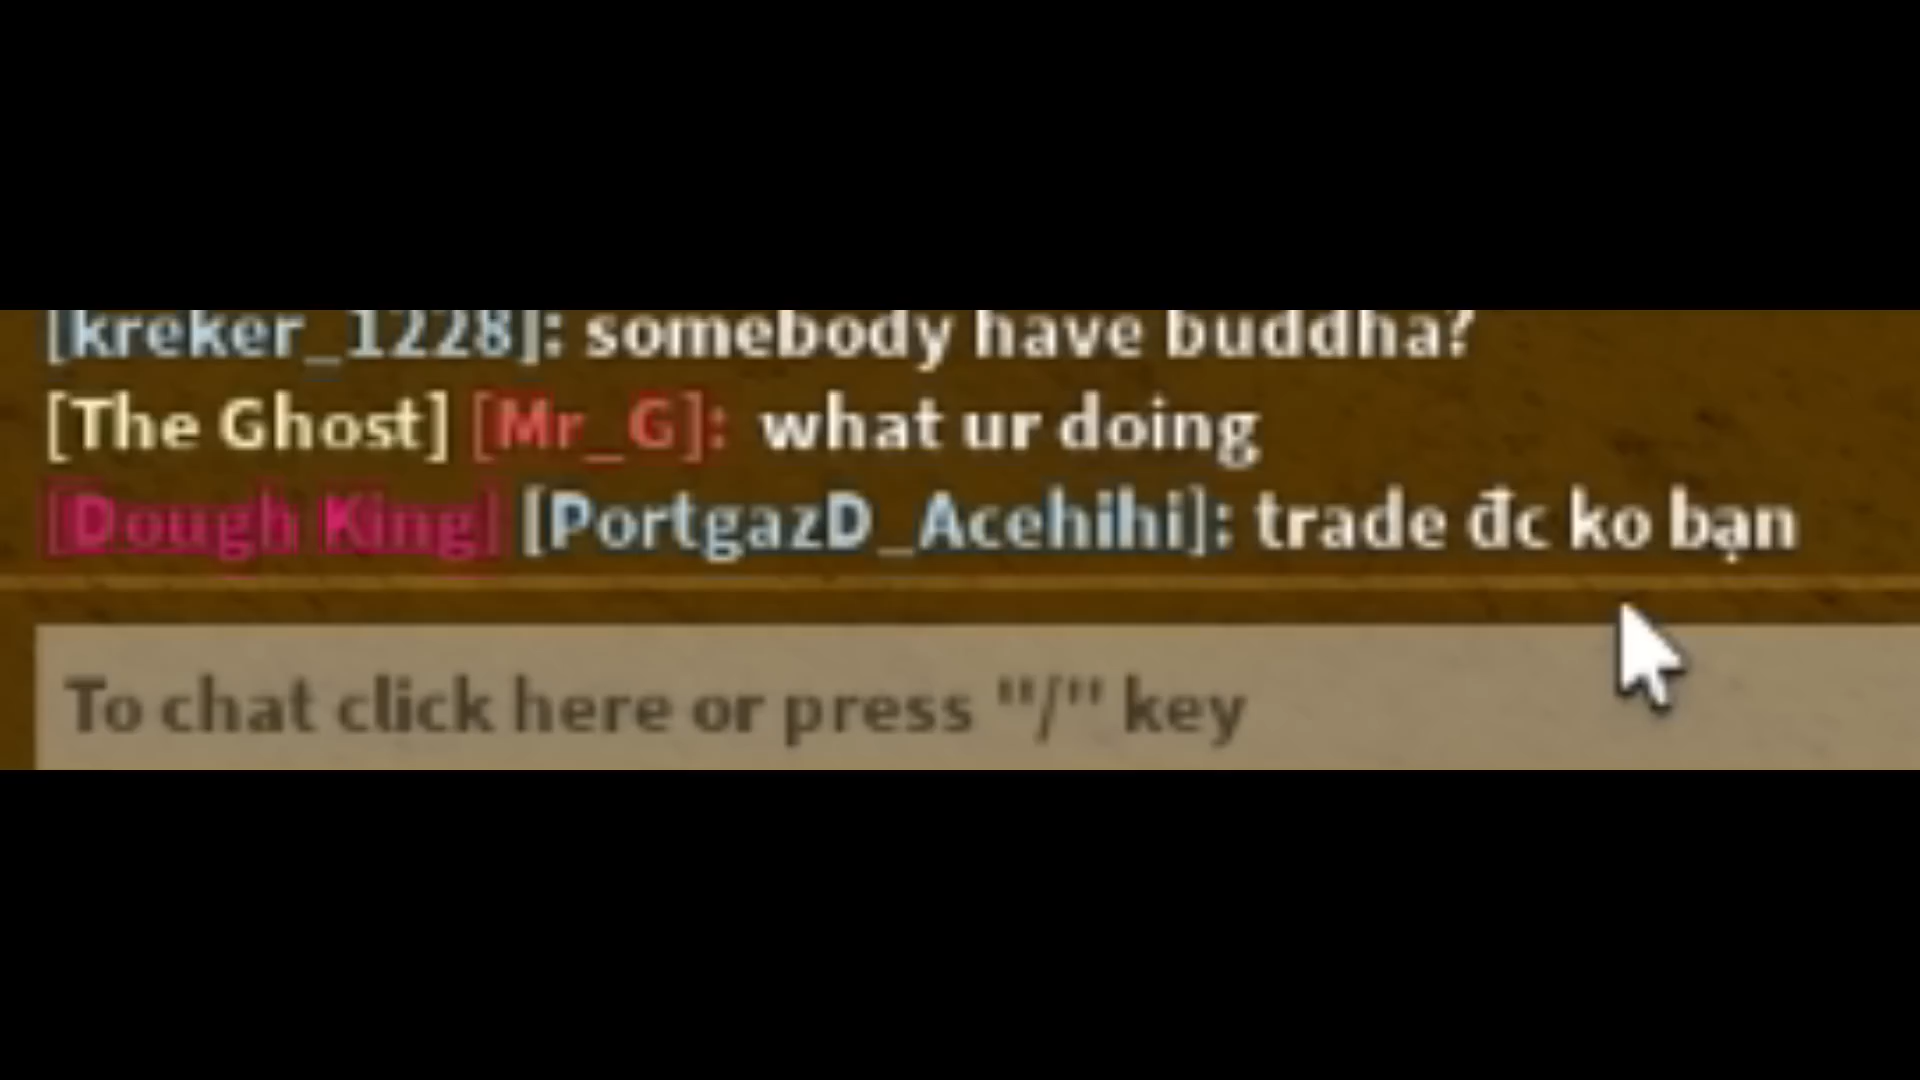 [kreker_1228]: somebody have buddha?
[The Ghost] [Mr_G]: what ur doing
[Dough King] [PortgazD_Acehihi]: trade đc ko bạn
To chat click here or press "/" key